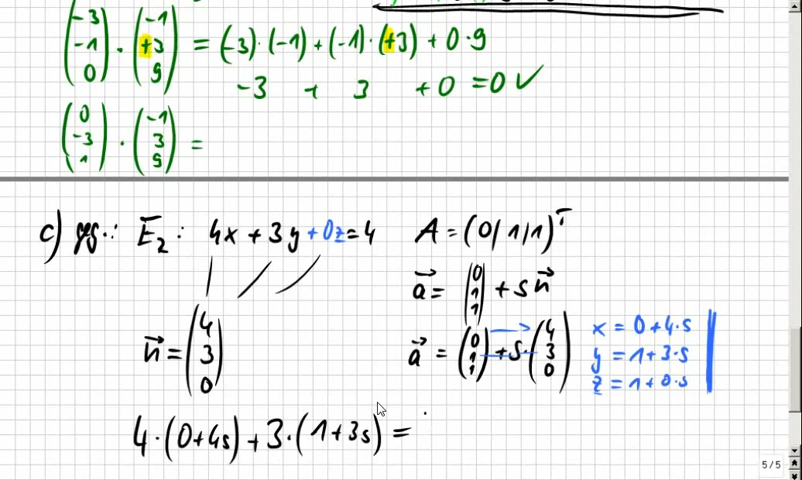 (-3 -1 0) · (-1 +3 9) = (-3)·(-1) + (-1)·(+3) + 0·9
-3 + 3 +0 = 0 ✓
(0 -3 1) · (-1 3 9) =
c) gg.: E₂: 4x + 3y +0z = 4 A = (0/1/1)ᵀ
a⃗ = (0 1 1) + s n⃗
n⃗ = (4 3 0) a⃗ = (0 1 1) + s · (4 3 0)
x = 0+4·s
y = 1+3·s
z = 1+0·s
4·(0+4s) + 3·(1+3s) =
5/5